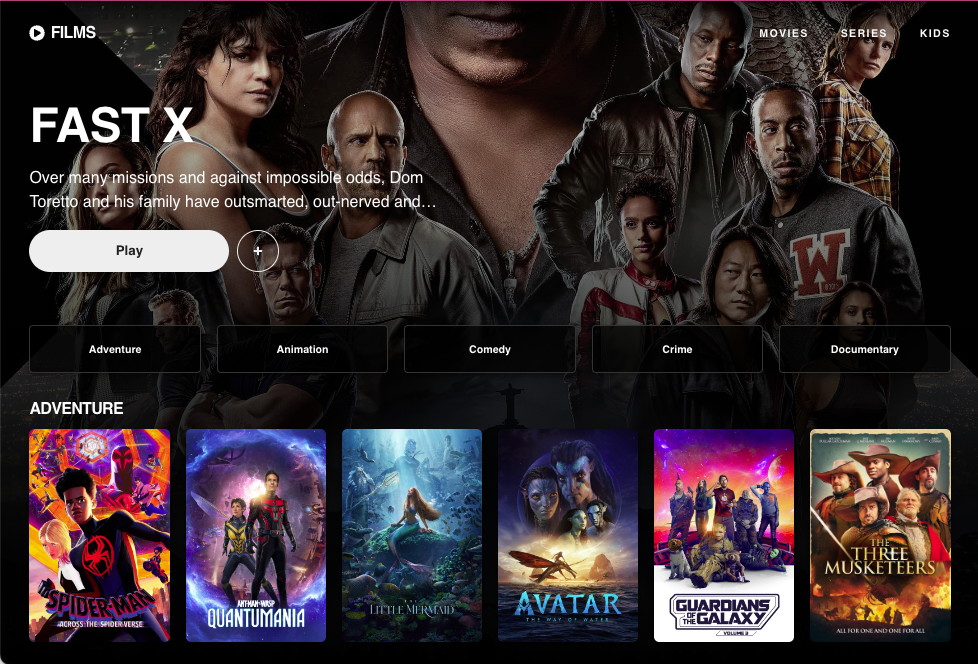 FILMS
MOVIES SERIES KIDS
FAST X
Over many missions and against impossible odds, Dom
Toretto and his family have outsmarted, out-nerved and…
Play
+
W
Adventure Animation Comedy Crime Documentary
ADVENTURE
SPIDER-MAN
ACROSS THE SPIDER-VERSE
ANT-MAN AND THE WASP
QUANTUMANIA
THE
LITTLE MERMAID
AVATAR
THE WAY OF WATER
GUARDIANS
OF THE
GALAXY
VOLUME 3
THE
THREE
MUSKETEERS
ALL FOR ONE AND ONE FOR ALL